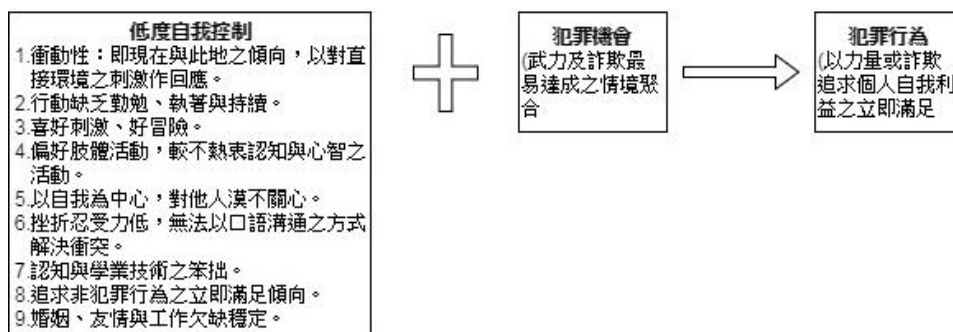 低度自我控制
1.衝動性：即現在與此地之傾向，以對直
接環境之刺激作回應。
2.行動缺乏勤勉、執著與持續。
3.喜好刺激、好冒險。
4.偏好肢體活動，較不熱衷認知與心智之
活動。
5.以自我為中心，對他人漠不關心。
6.挫折忍受力低，無法以口語溝通之方式
解決衝突。
7.認知與學業技術之笨拙。
8.追求非犯罪行為之立即滿足傾向。
9.婚姻、友情與工作欠缺穩定。
犯罪機會
(武力及詐欺最
易達成之情境聚
合
犯罪行為
(以力量或詐欺
追求個人自我利
益之立即滿足